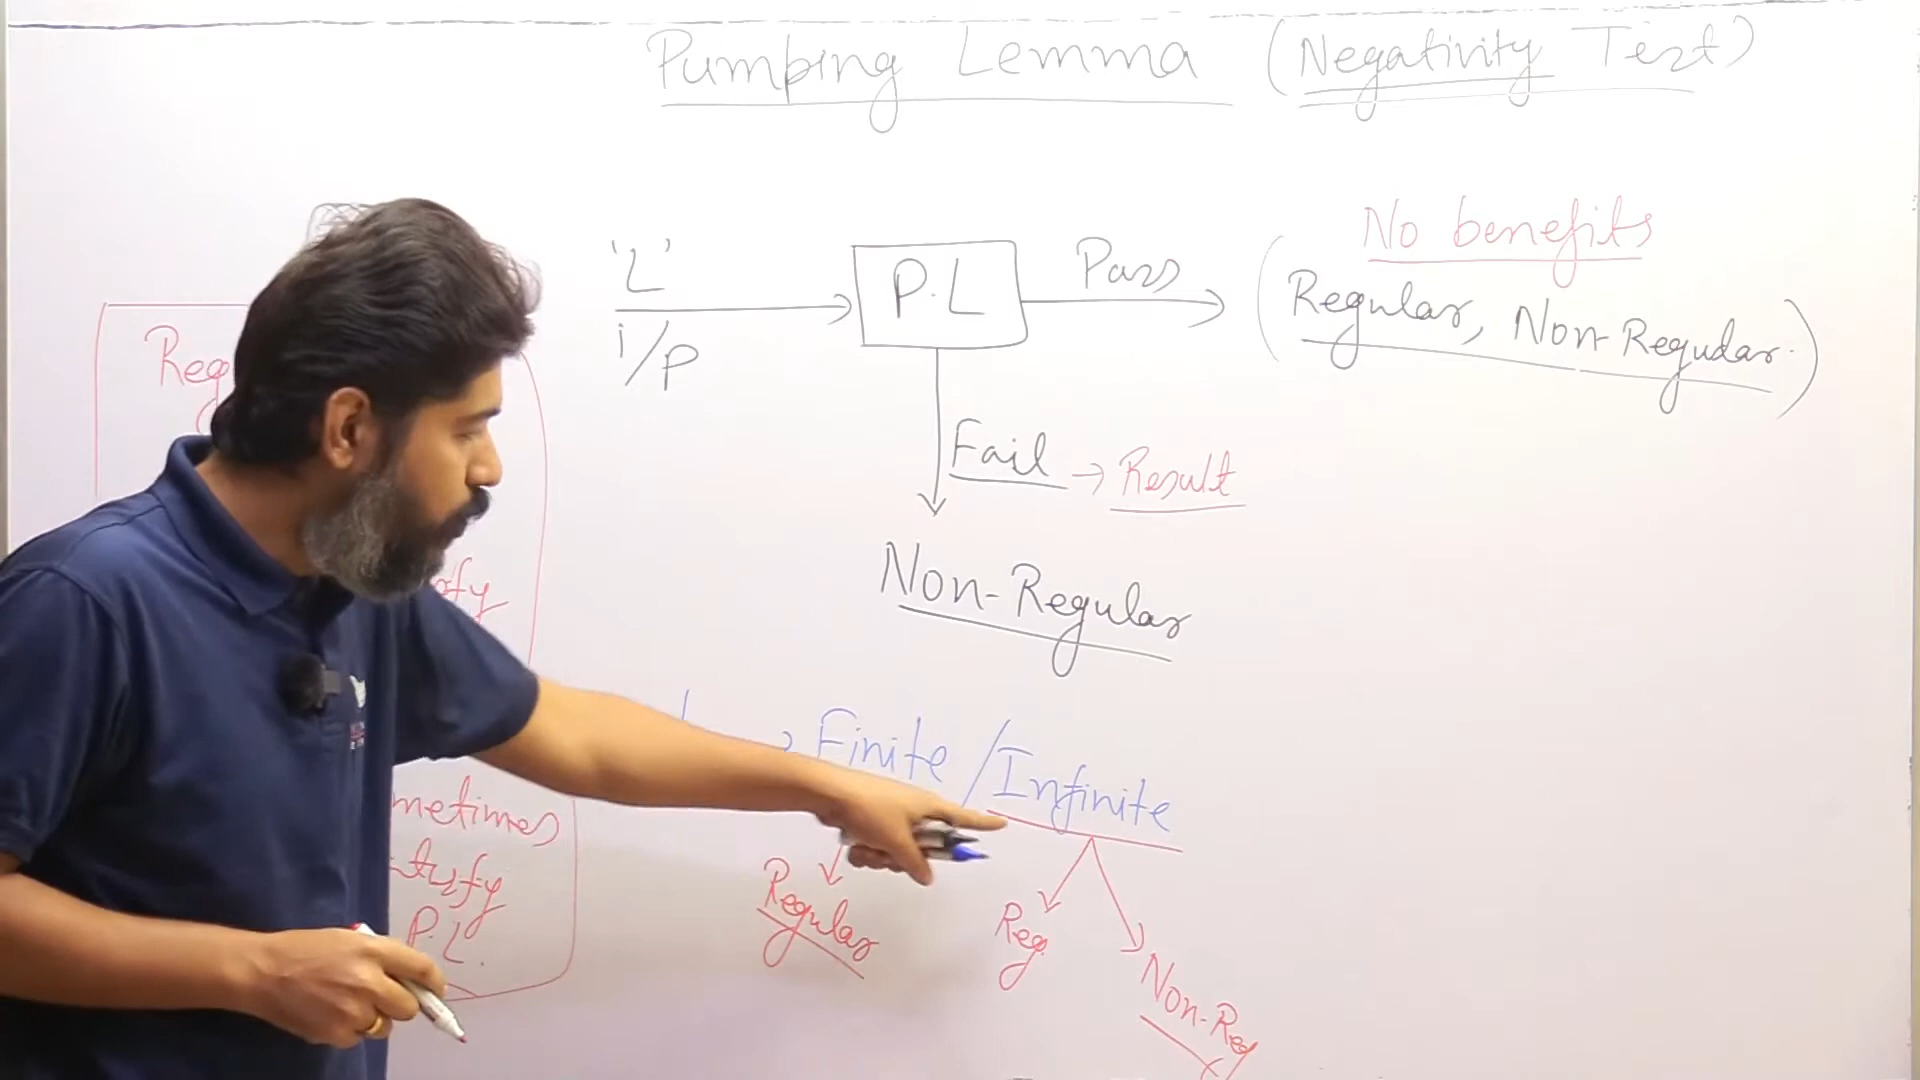 Pumping Lemma (Negativity Test)
No benefits
'L'
i/p
P.L
Pass
(Regular, Non-Regular.)
Fail → Result
Non-Regular
Finite/Infinite
Regular
Reg.
Non-Reg
P.L.